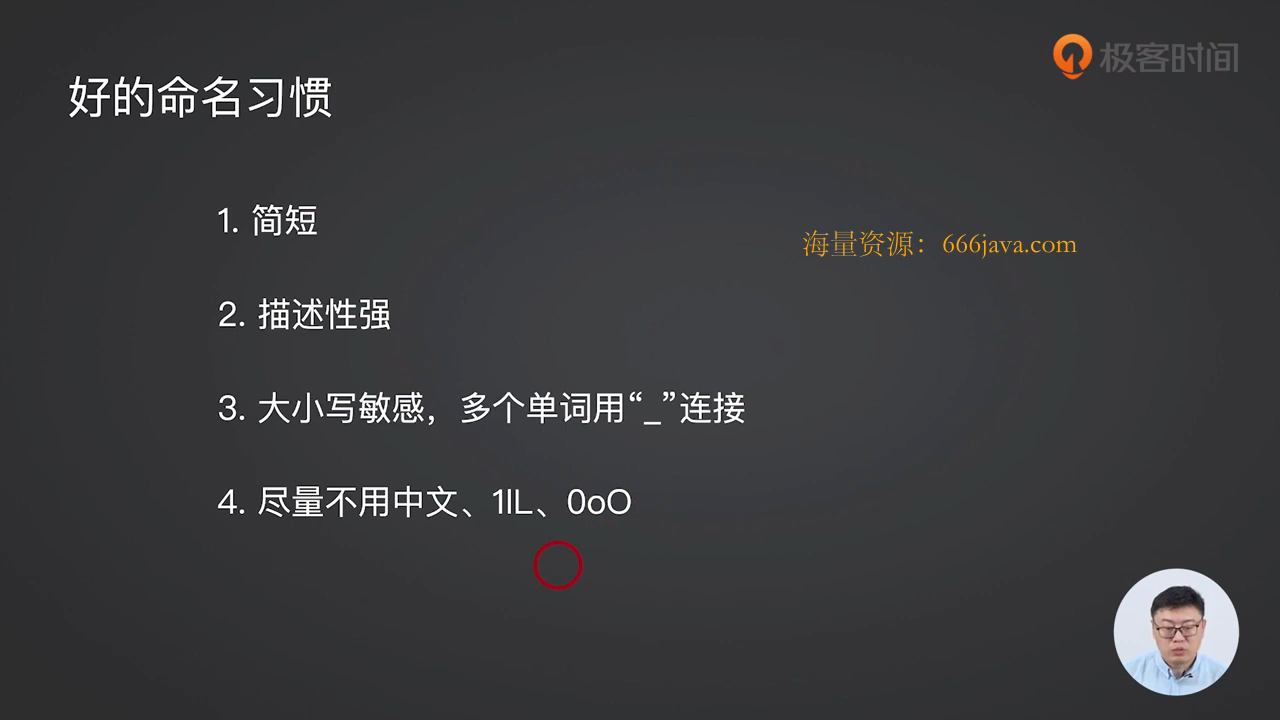 极客时间
好的命名习惯
1. 简短
海量资源：666java.com
2. 描述性强
3. 大小写敏感，多个单词用“_”连接
4. 尽量不用中文、1lL、0oO